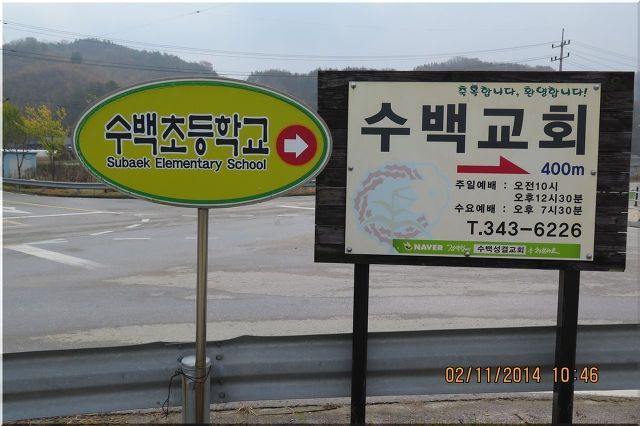 수백초등학교
Subaek Elementary School
축복합니다, 환영합니다!
수백교회
400m
주일예배 : 오전10시
오후12시30분
수요예배 : 오후 7시30분
T.343-6226
NAVER 수백성결교회
02/11/2014 10:46